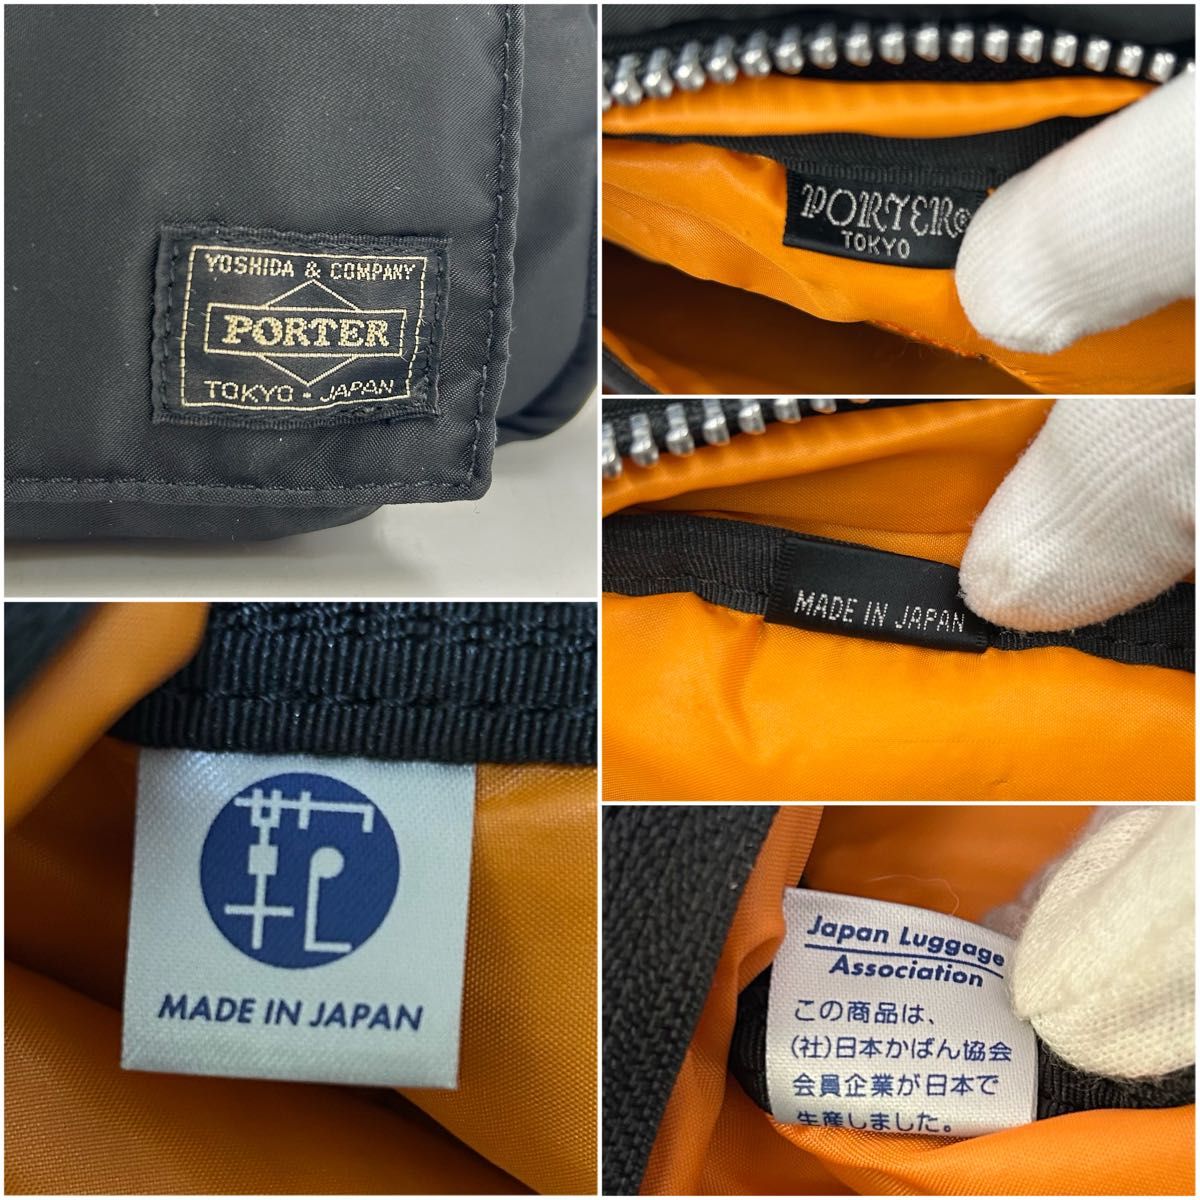 YOSHIDA & COMPANY
PORTER
TOKYO · JAPAN
PORTER®
TOKYO
MADE IN JAPAN
鞄
MADE IN JAPAN
Japan Luggage
Association
この商品は、
(社)日本かばん協会
会員企業が日本で
生産しました。